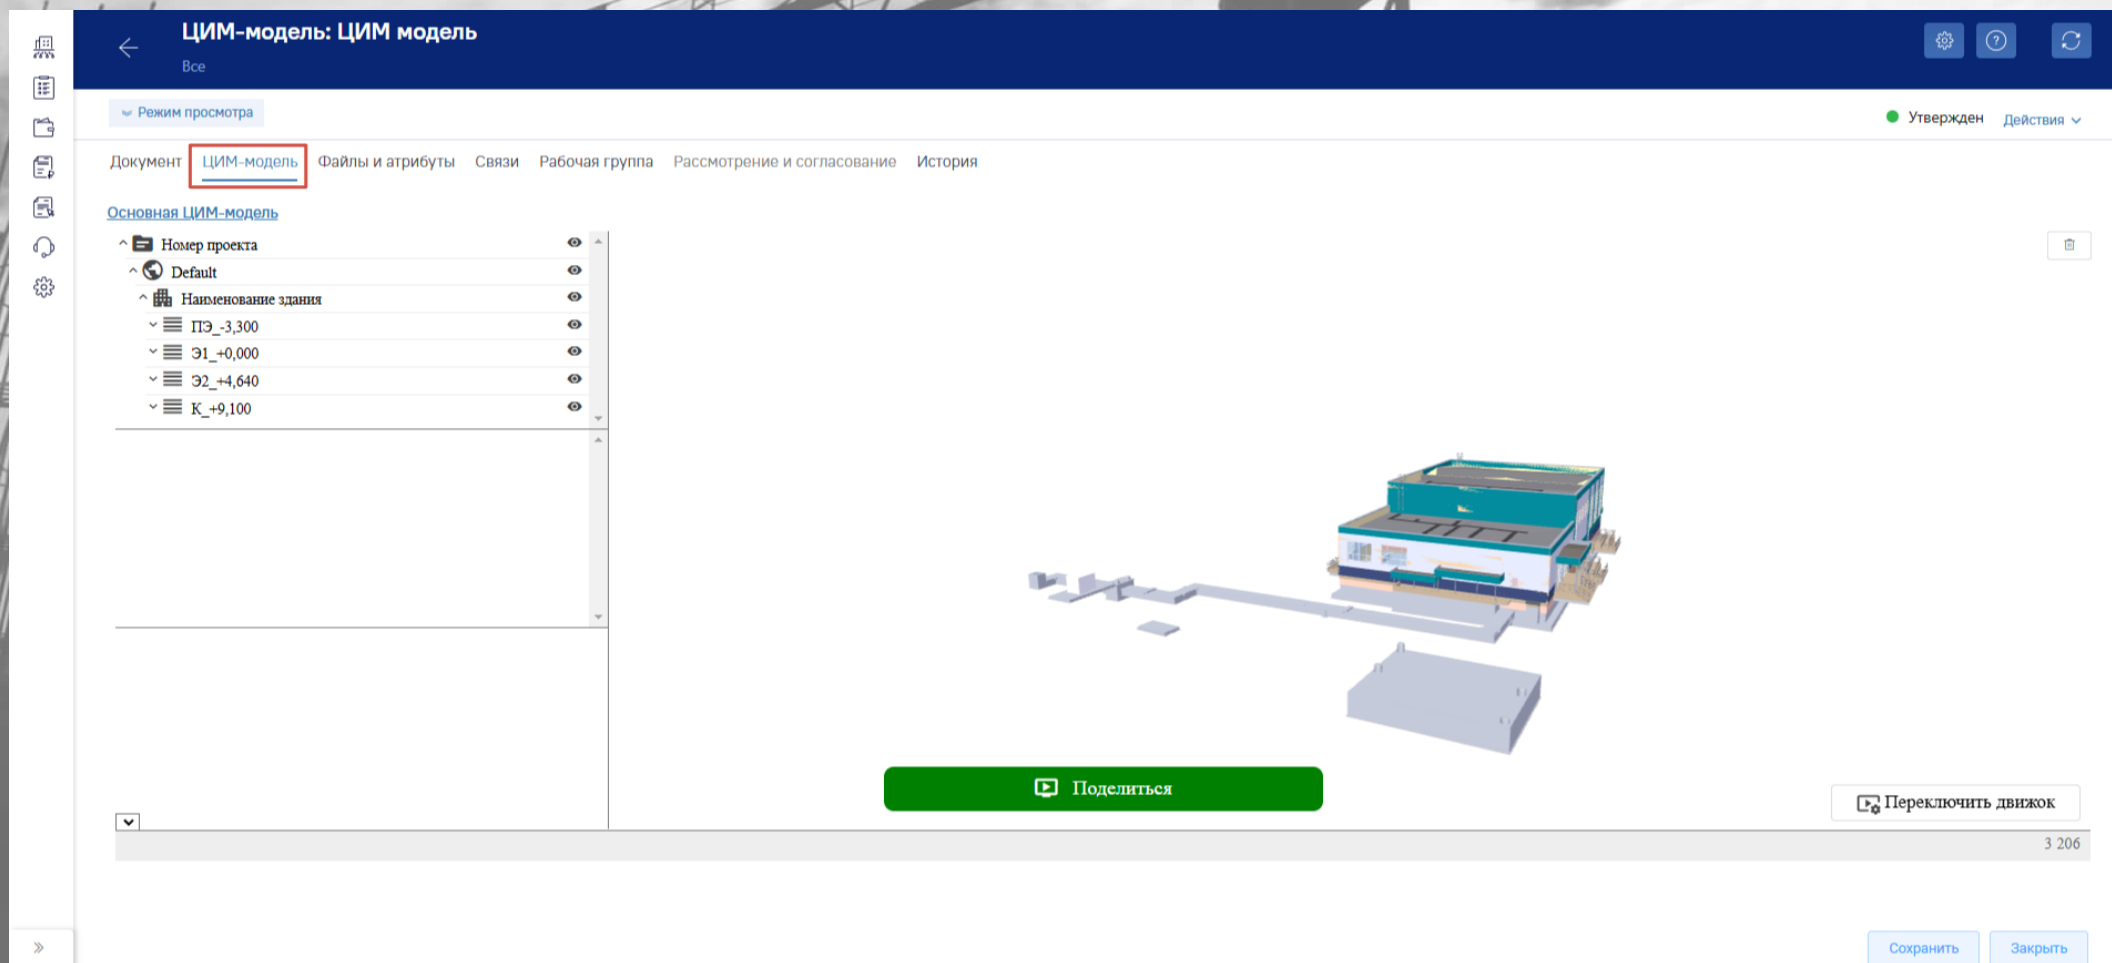 ЦИМ-модель: ЦИМ модель
Все
Режим просмотра
Утвержден Действия
Документ ЦИМ-модель Файлы и атрибуты Связи Рабочая группа Рассмотрение и согласование История
Основная ЦИМ-модель
Номер проекта
Default
Наименование здания
ПЭ_-3,300
Э1_+0,000
Э2_+4,640
К_+9,100
Поделиться
Переключить движок
3 206
Сохранить Закрыть